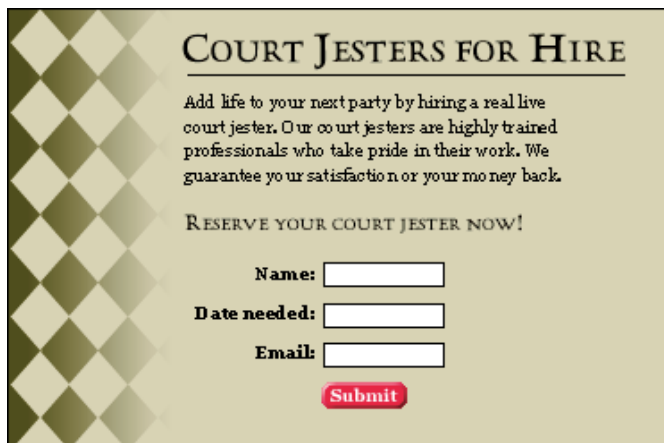 Court Jesters for Hire
Add life to your next party by hiring a real live
court jester. Our court jesters are highly trained
professionals who take pride in their work. We
guarantee your satisfaction or your money back.
Reserve your court jester now!
Name:
Date needed:
Email:
Submit